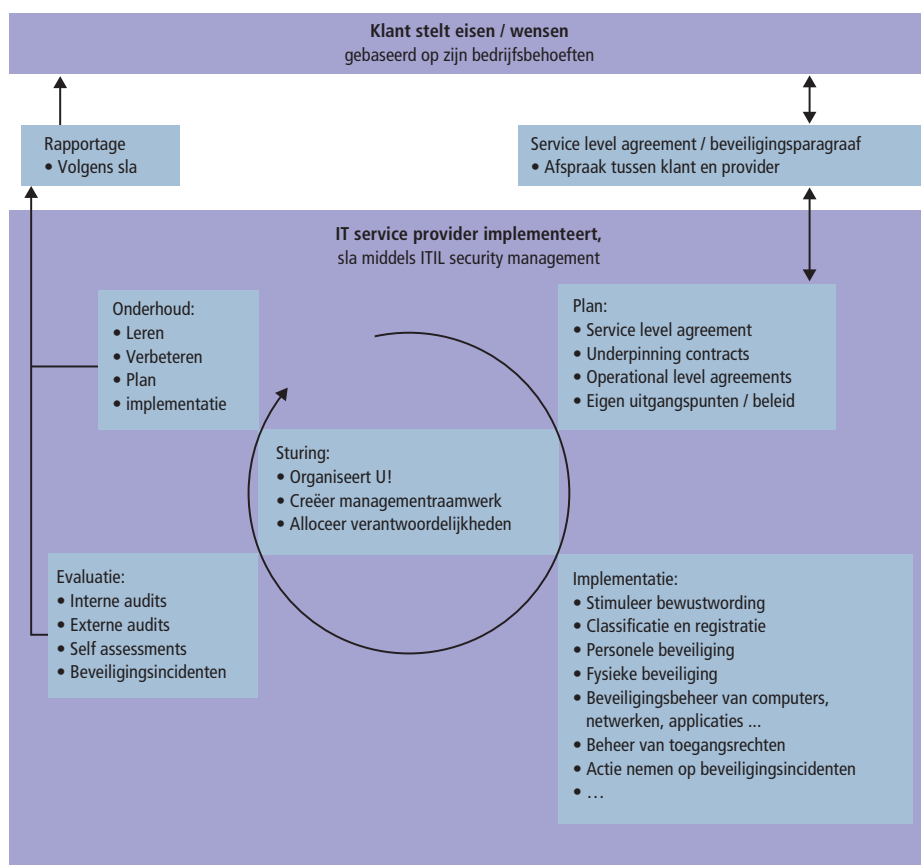 Klant stelt eisen / wensen
gebaseerd op zijn bedrijfsbehoeften
Rapportage
• Volgens sla
Service level agreement / beveiligingsparagraaf
• Afspraak tussen klant en provider
IT service provider implementeert,
sla middels ITIL security management
Onderhoud:
• Leren
• Verbeteren
• Plan
• implementatie
Plan:
• Service level agreement
• Underpinning contracts
• Operational level agreements
• Eigen uitgangspunten / beleid
Sturing:
• Organiseert U!
• Creëer managementraamwerk
• Alloceer verantwoordelijkheden
Evaluatie:
• Interne audits
• Externe audits
• Self assessments
• Beveiligingsincidenten
Implementatie:
• Stimuleer bewustwording
• Classificatie en registratie
• Personele beveiliging
• Fysieke beveiliging
• Beveiligingsbeheer van computers,
netwerken, applicaties ...
• Beheer van toegangsrechten
• Actie nemen op beveiligingsincidenten
• …